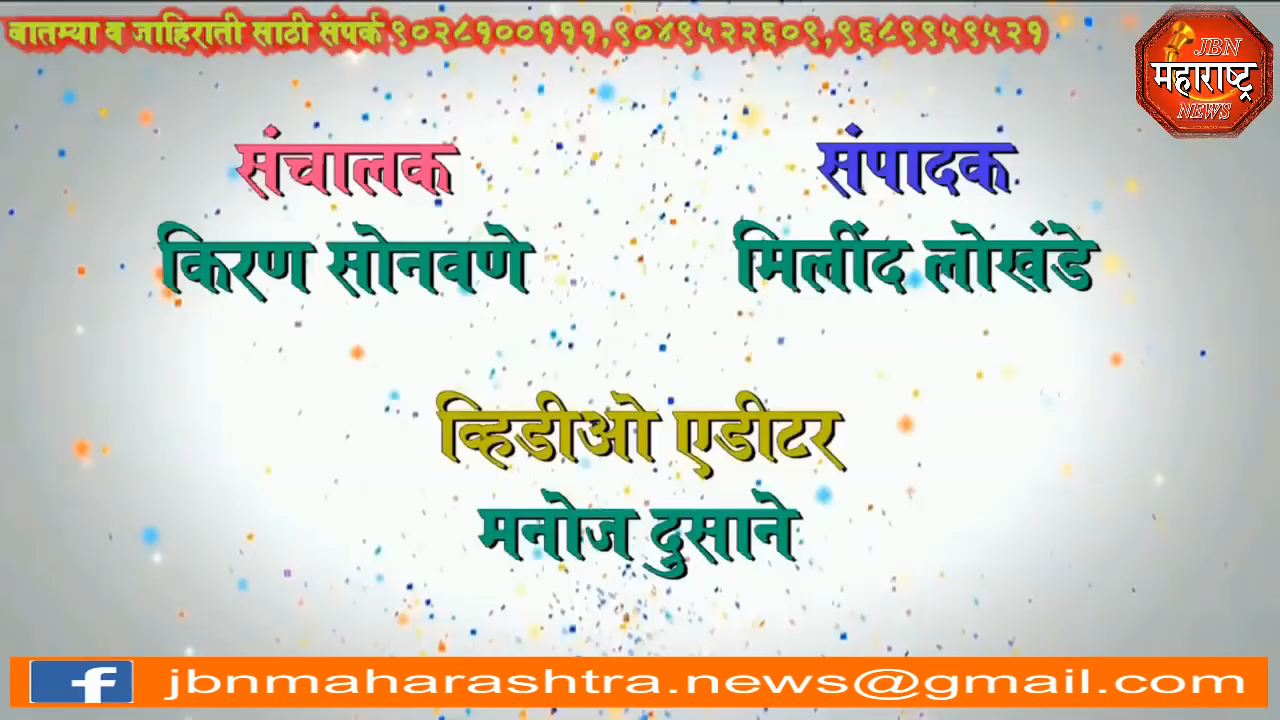 बातम्या व जाहिराती साठी संपर्क ९०२८१००१११,९०४९५२२६०९,९६८९९५९५२१
JBN
महाराष्ट्र
NEWS
संचालक
किरण सोनवणे
संपादक
मिलींद लोखंडे
व्हिडीओ एडीटर
मनोज दुसाने
f jbnmaharashtra.news@gmail.com